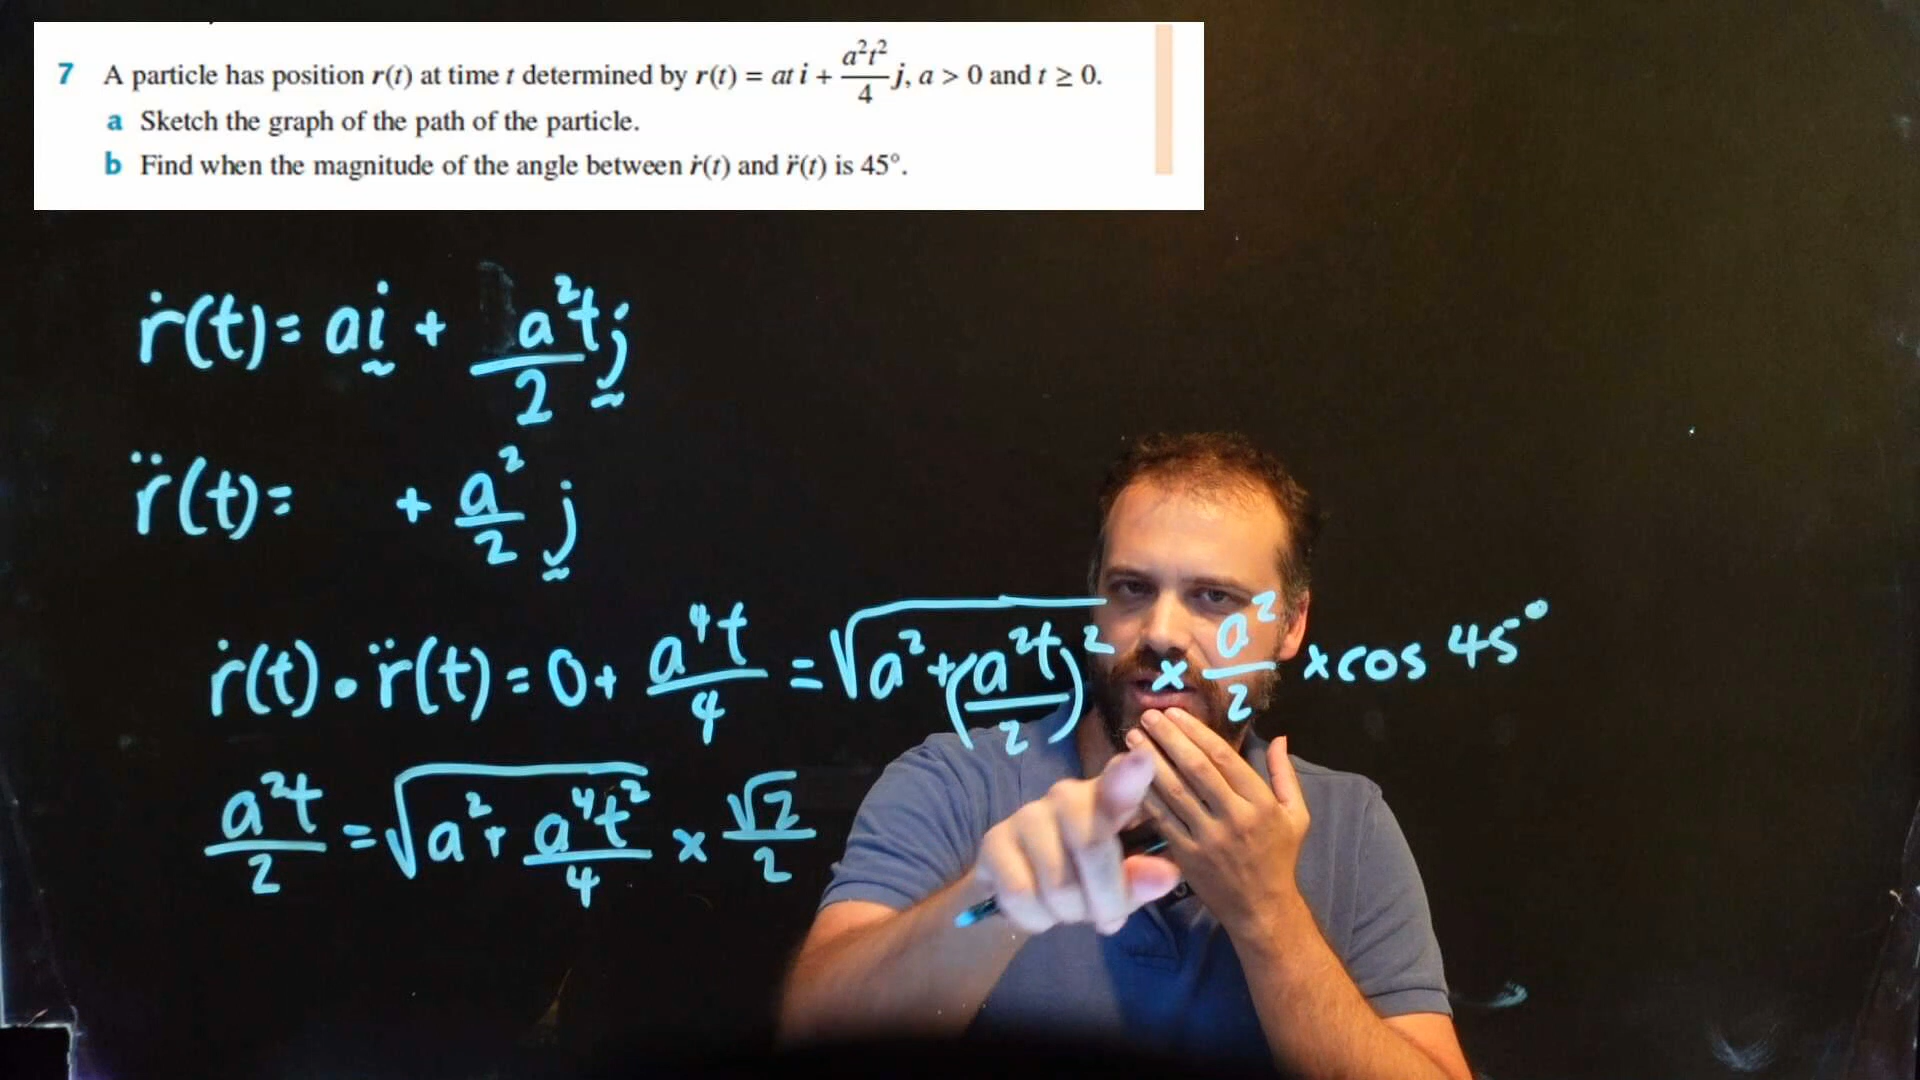 7 A particle has position r(t) at time t determined by r(t) = at i + a²t²/4 j, a > 0 and t ≥ 0.
a Sketch the graph of the path of the particle.
b Find when the magnitude of the angle between ṙ(t) and r̈(t) is 45°.
ṙ(t) = ai + a²t/2 j
r̈(t) = + a²/2 j
ṙ(t) · r̈(t) = 0 + a⁴t/4 = √(a² + (a²t/2)²) × a²/2 × cos 45°
a²t/2 = √(a² + a⁴t²/4) × √2/2